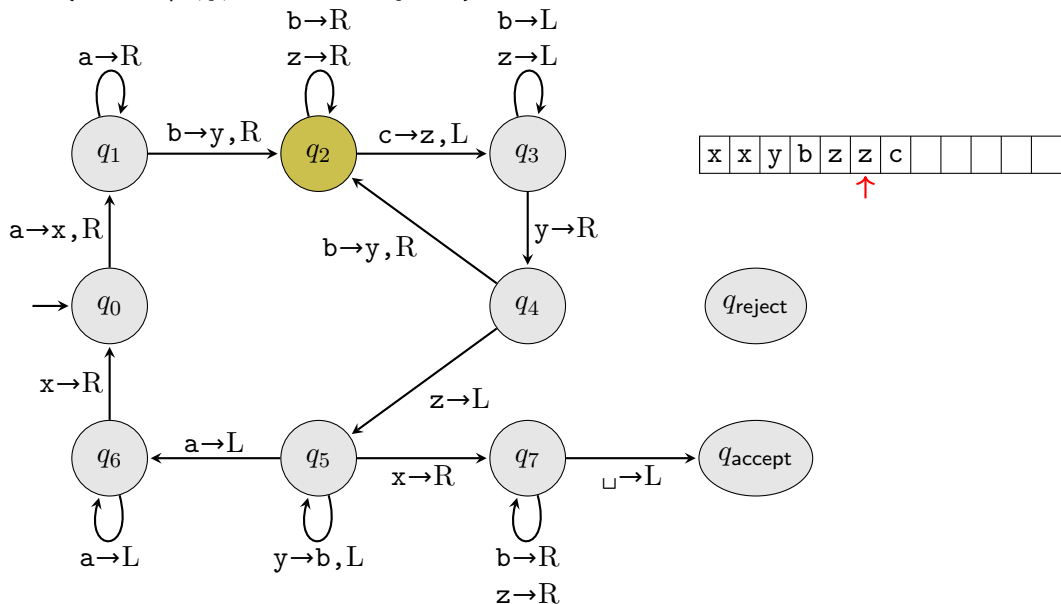 b→R
z→R
b→L
z→L
a→R
q1
b→y,R
q2
c→z,L
q3
x x y b z z c
a→x,R
y→R
b→y,R
q0
q4
qreject
x→R
z→L
q6
a→L
q5
x→R
q7
␣→L
qaccept
a→L
y→b,L
b→R
z→R